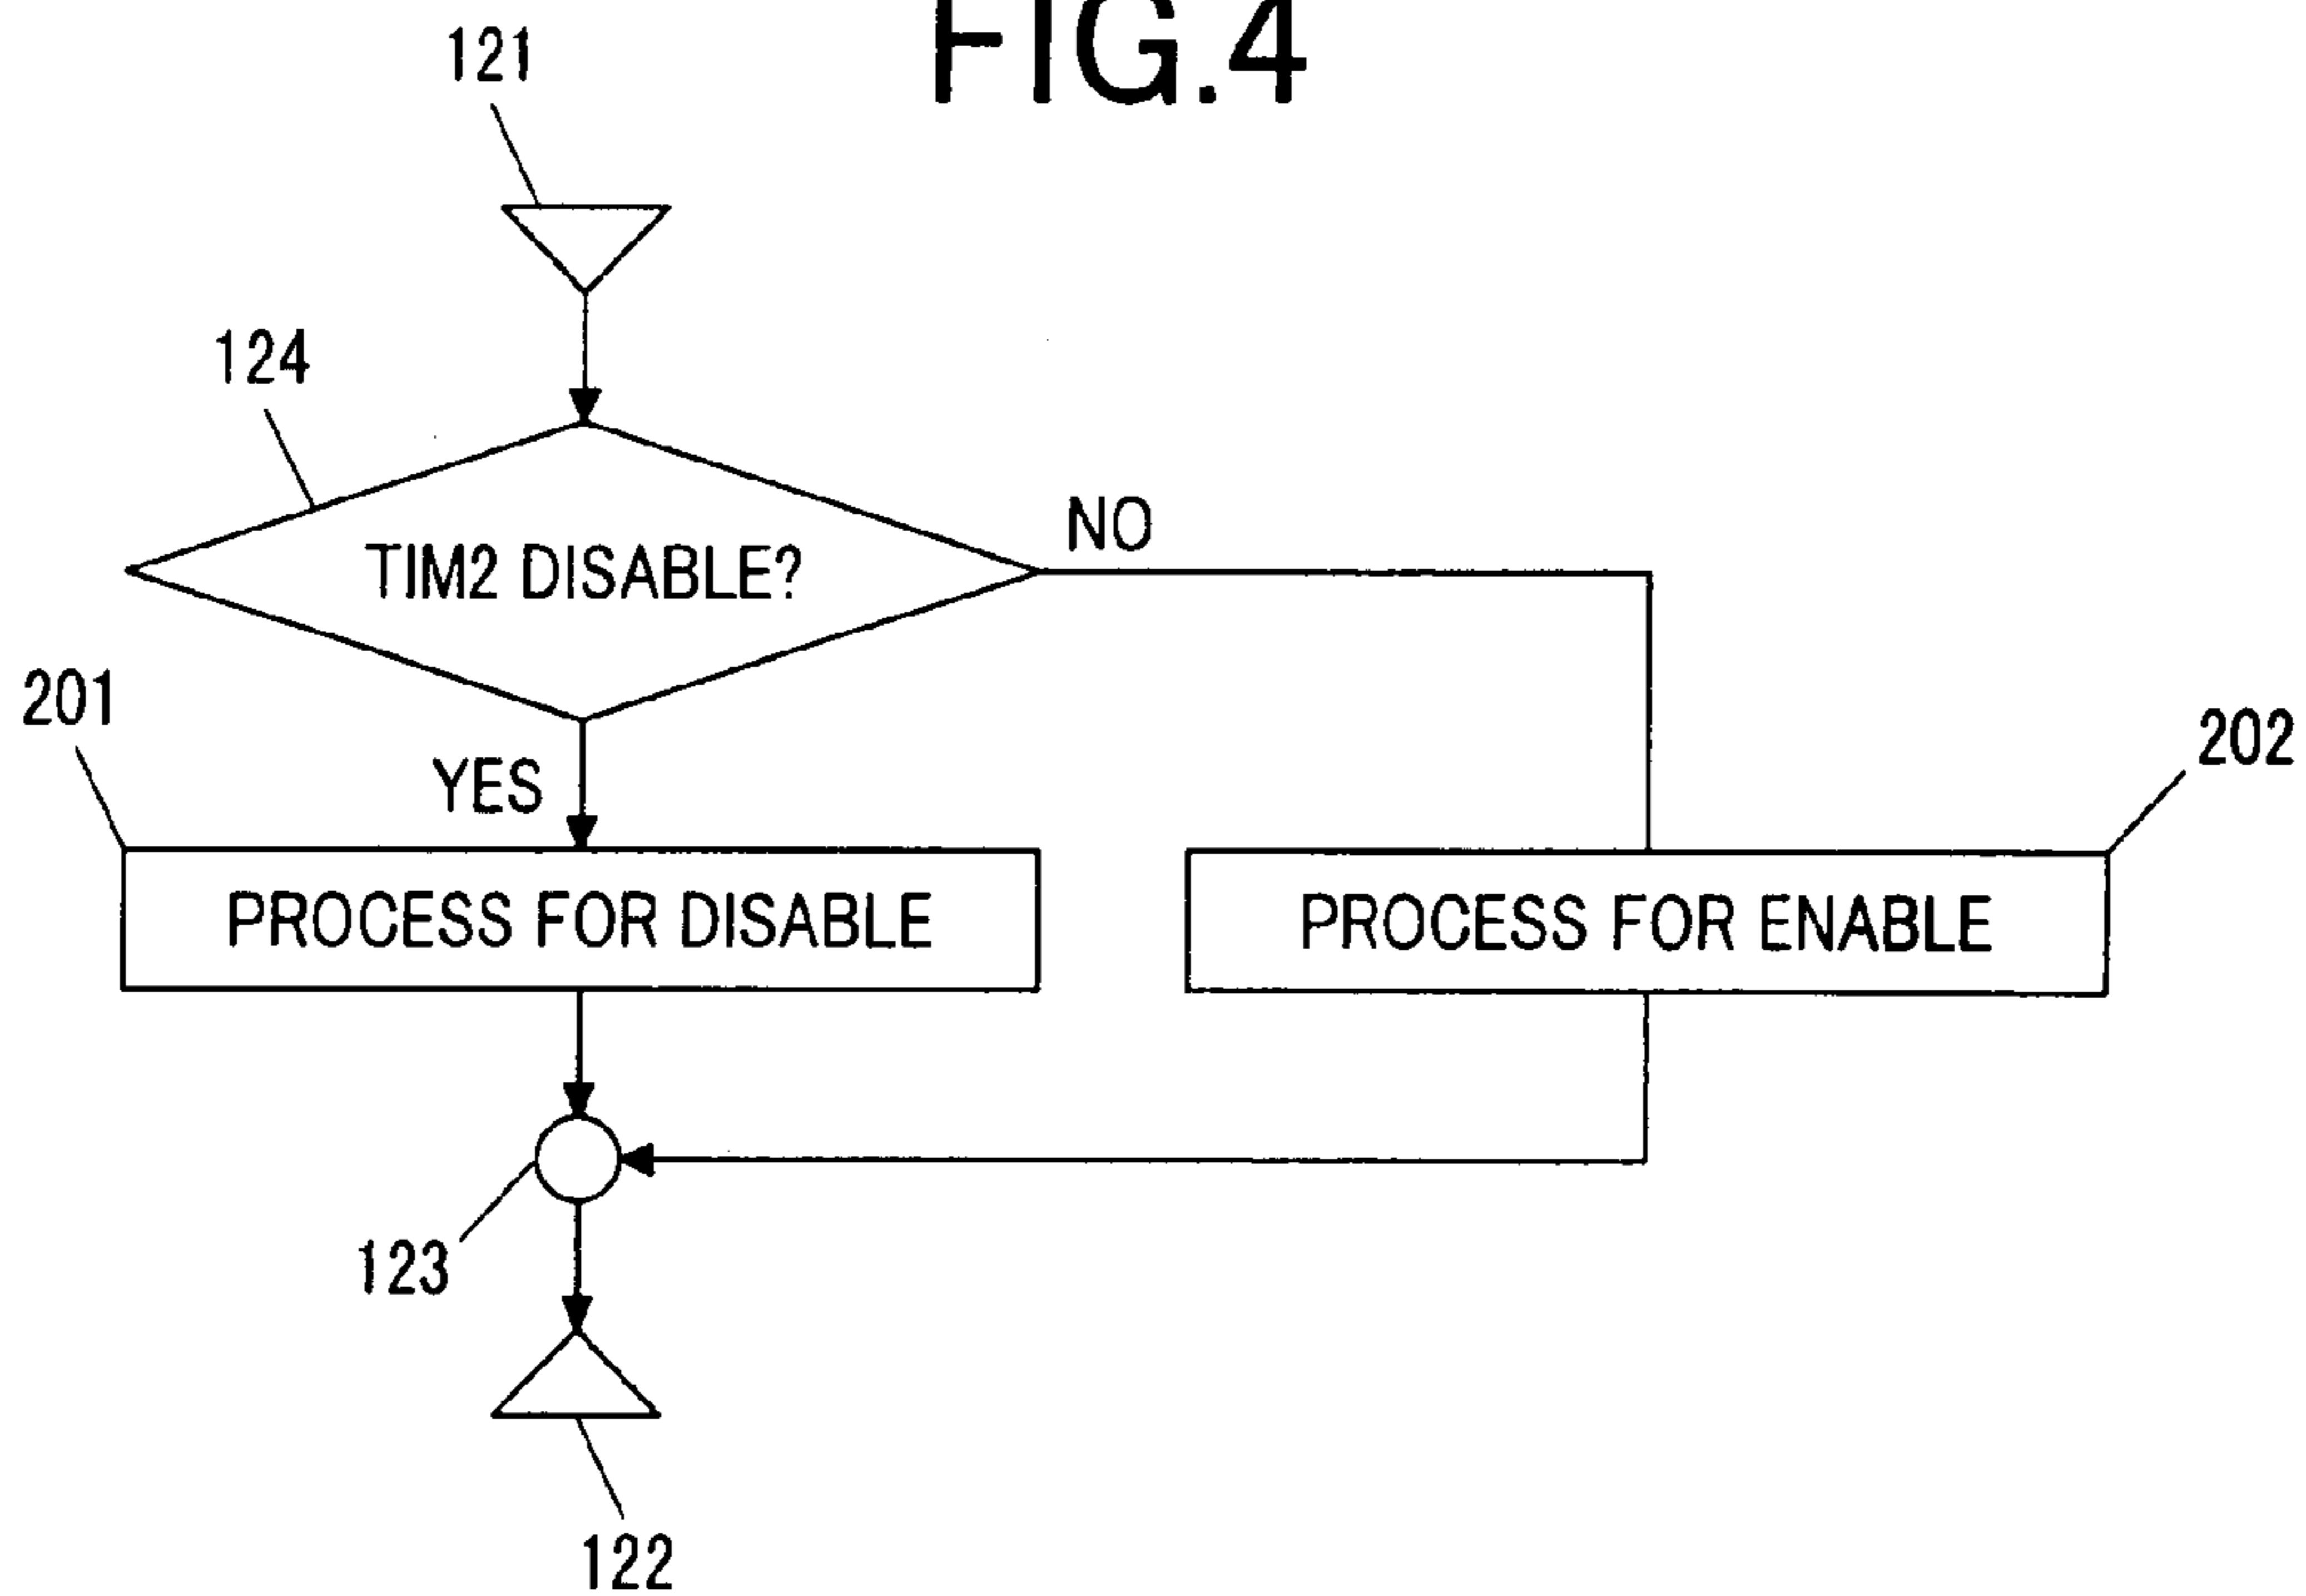 FIG.4
121
124
TIM2 DISABLE?
NO
201
YES
202
PROCESS FOR DISABLE
PROCESS FOR ENABLE
123
122